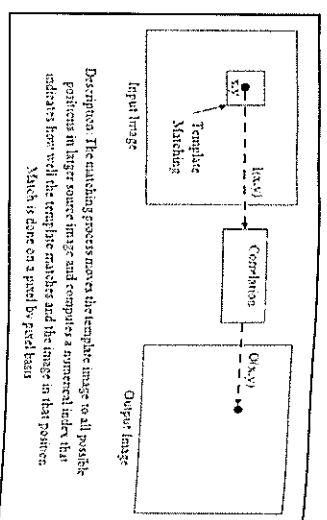 x,y
Template
Matching
I(x,y)
Input Image
Correlation
O(x,y)
Output Image
Description: The matching process moves the template image to all possible
positions in larger source image and computes a numerical index that
indicates how well the template matches and the image in that position
Match is done on a pixel by pixel basis